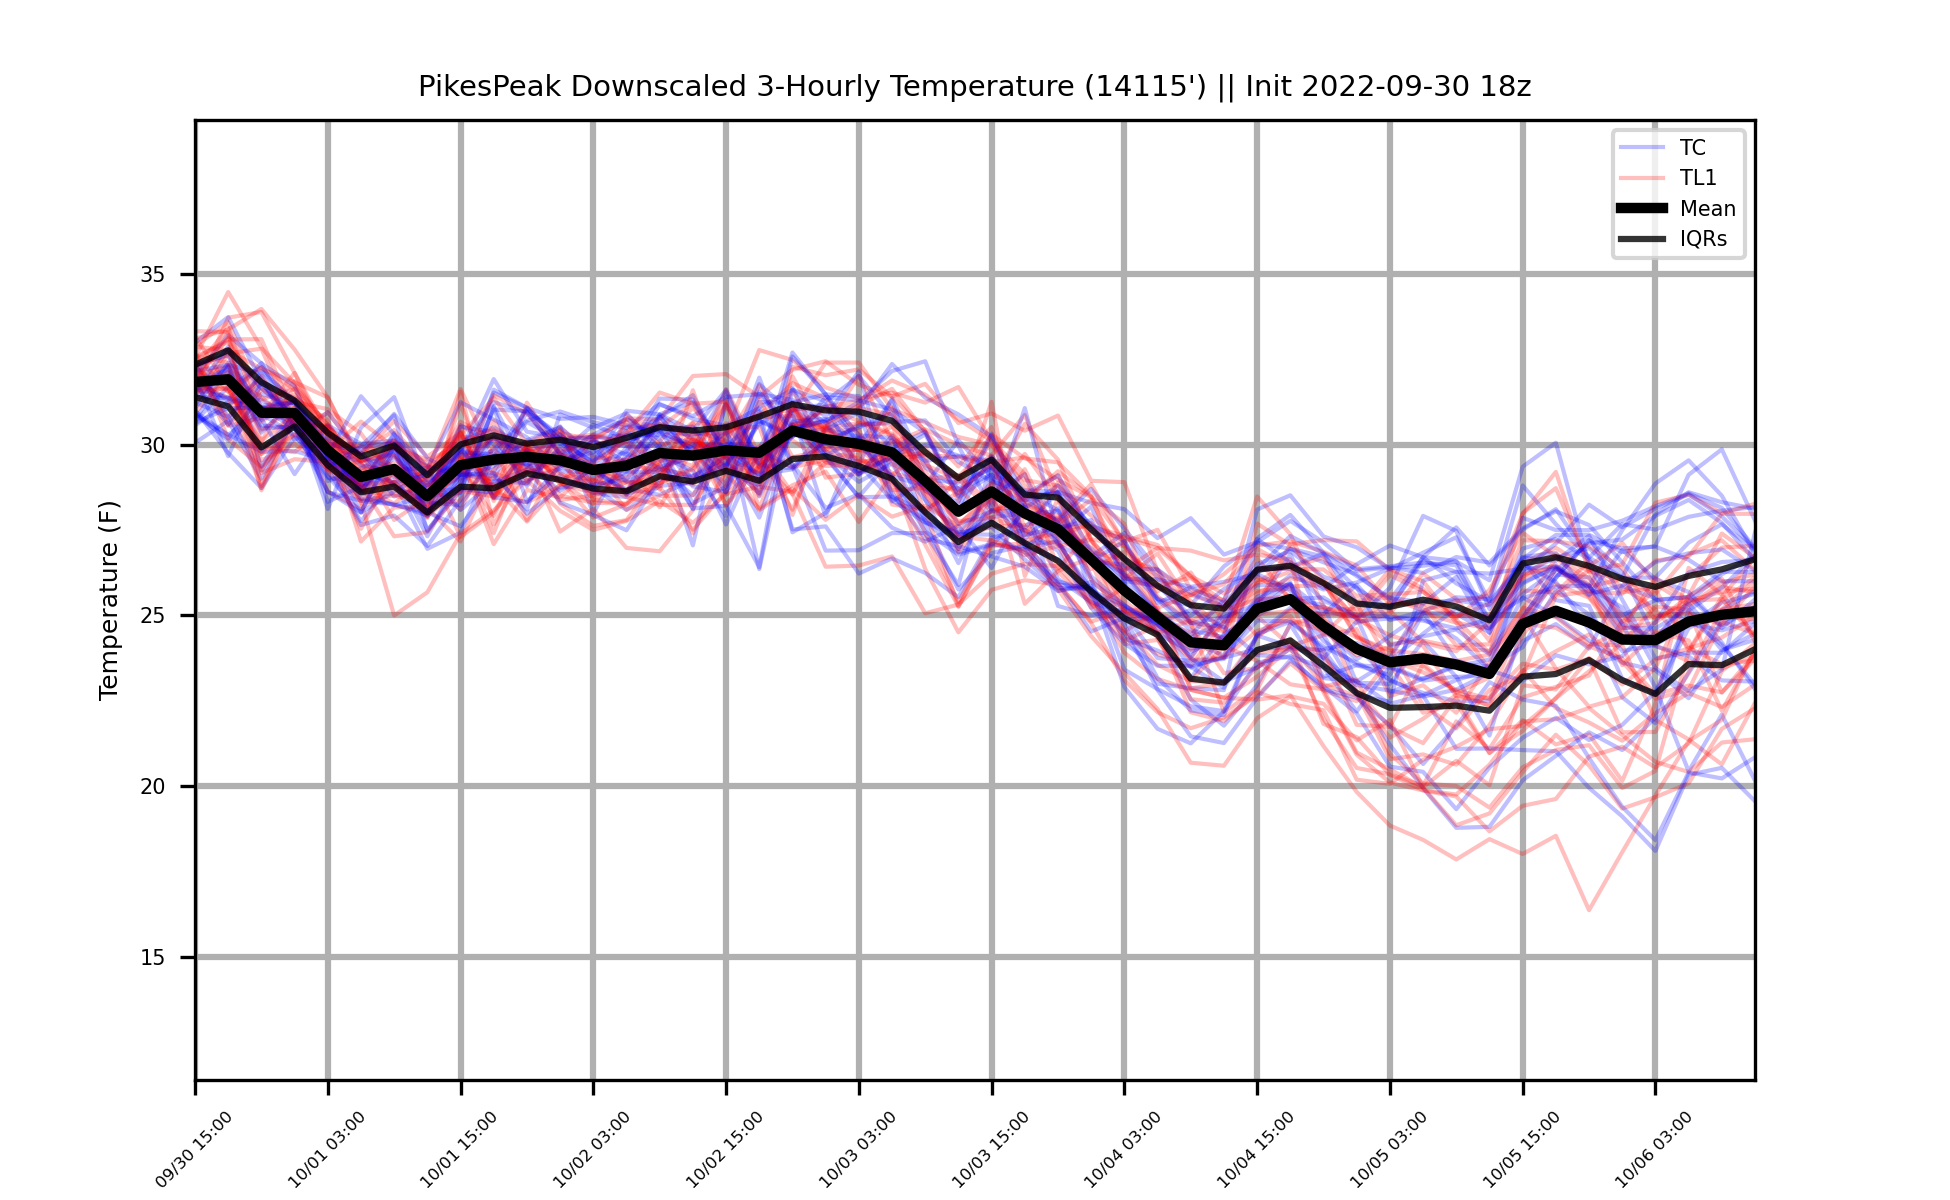 PikesPeak Downscaled 3-Hourly Temperature (14115') || Init 2022-09-30 18z
TC
TL1
Mean
IQRs
Temperature (F)
35
30
25
20
15
09/30 15:00
10/01 03:00
10/01 15:00
10/02 03:00
10/02 15:00
10/03 03:00
10/03 15:00
10/04 03:00
10/04 15:00
10/05 03:00
10/05 15:00
10/06 03:00